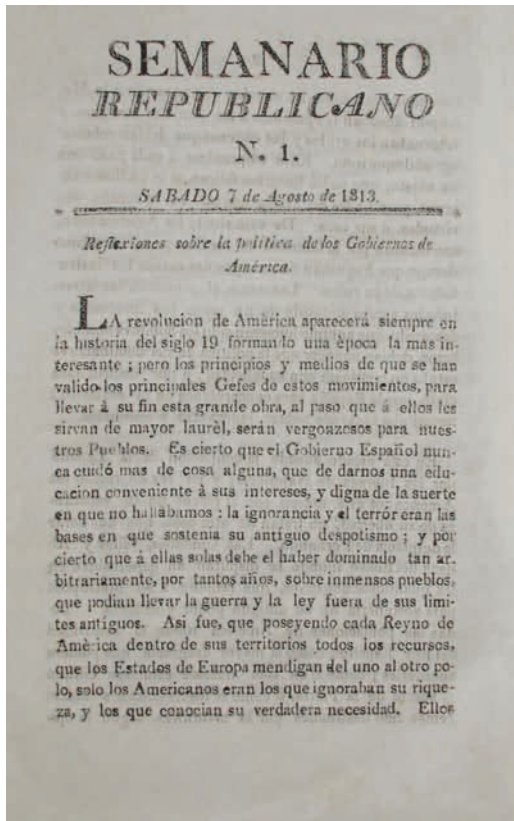 SEMANARIO
REPUBLICANO
N. 1.
SABADO 7 de Agosto de 1813.
Reflexiones sobre la política de los Gobiernos de
América.
LA revolucion de Amèrica aparecerá siempre en
la historia del siglo 19 forman lo una època la mas in-
teresante ; pero los principios y medios de que se han
valido los principales Gefes de estos movimientos, para
llevar à su fin esta grande obra, al paso que á ellos les
sirvan de mayor laurèl, serán vergonzosos para nues-
tros Pueblos. Es cierto que el Gobierno Español nun-
ca cuidó mas de cosa alguna, que de darnos una edu-
cacion conveniente à sus intereses, y digna de la suerte
en que nos hallabamos : la ignorancia y el terrór eran las
bases en que sostenia su antiguo despotismo ; y por
cierto que á ellas solas debe el haber dominado tan ar.
bitrariamente, por tantos años, sobre inmensos pueblos,
que podian llevar la guerra y la ley fuera de sus limi-
tes antiguos. Asi fue, que poseyendo cada Reyno de
Amèrica dentro de sus territorios todos los recursos,
que los Estados de Europa mendigan del uno al otro po-
lo, solo los Americanos eran los que ignoraban su rique-
za, y los que conocian su verdadera necesidad. Ellos